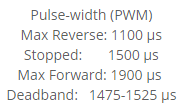 Pulse-width (PWM)
Max Reverse: 1100 μs
Stopped: 1500 μs
Max Forward: 1900 μs
Deadband: 1475-1525 μs